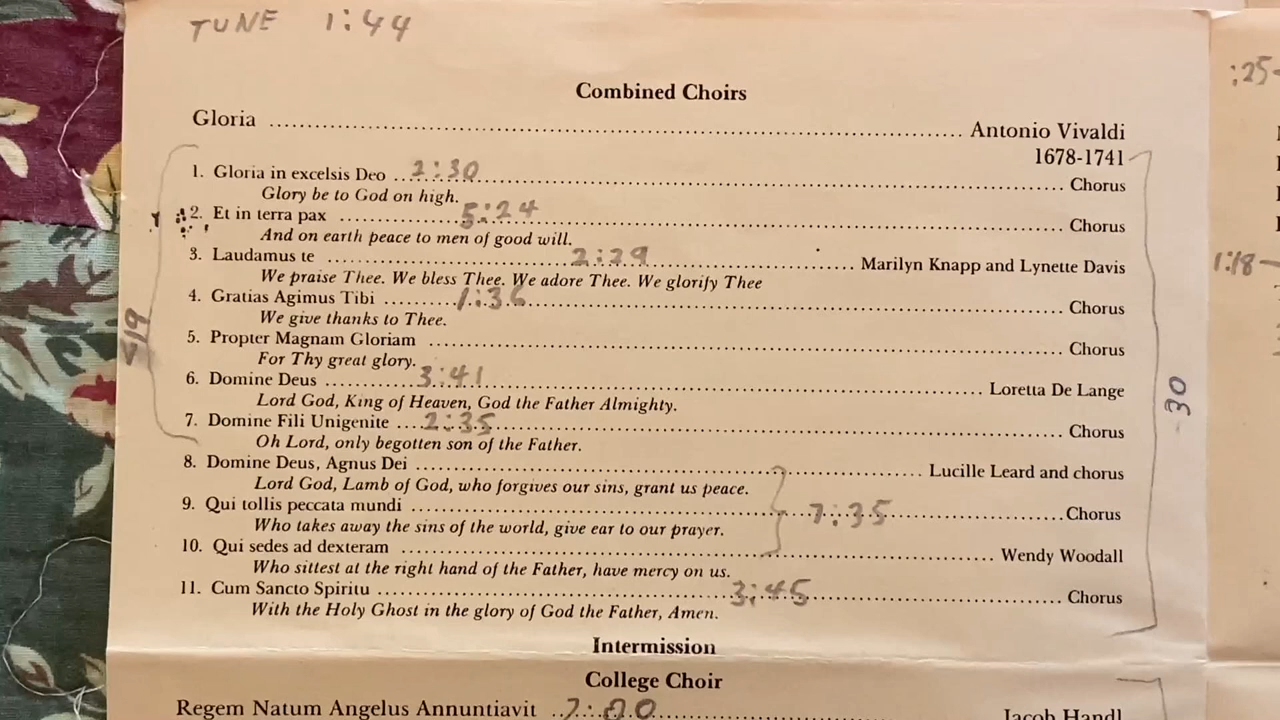 TUNE 1:44
Combined Choirs
Gloria ........ Antonio Vivaldi
1678-1741
1. Gloria in excelsis Deo ........ 2:30 ........ Chorus
Glory be to God on high.
2. Et in terra pax ........ 5:24 ........ Chorus
And on earth peace to men of good will.
3. Laudamus te ........ 2:29 ........ Marilyn Knapp and Lynette Davis
We praise Thee. We bless Thee. We adore Thee. We glorify Thee
4. Gratias Agimus Tibi ........ 1:36 ........ Chorus
We give thanks to Thee.
5. Propter Magnam Gloriam ........ Chorus
For Thy great glory.
6. Domine Deus ........ 3:41 ........ Loretta De Lange
Lord God, King of Heaven, God the Father Almighty.
7. Domine Fili Unigenite ........ 2:35 ........ Chorus
Oh Lord, only begotten son of the Father.
8. Domine Deus, Agnus Dei ........ Lucille Leard and chorus
Lord God, Lamb of God, who forgives our sins, grant us peace.
9. Qui tollis peccata mundi ........ 7:35 ........ Chorus
Who takes away the sins of the world, give ear to our prayer.
10. Qui sedes ad dexteram ........ Wendy Woodall
Who sittest at the right hand of the Father, have mercy on us.
11. Cum Sancto Spiritu ........ 3:45 ........ Chorus
With the Holy Ghost in the glory of God the Father, Amen.
30
Intermission
College Choir
Regem Natum Angelus Annuntiavit ........ Jacob Handl
:25
1:18